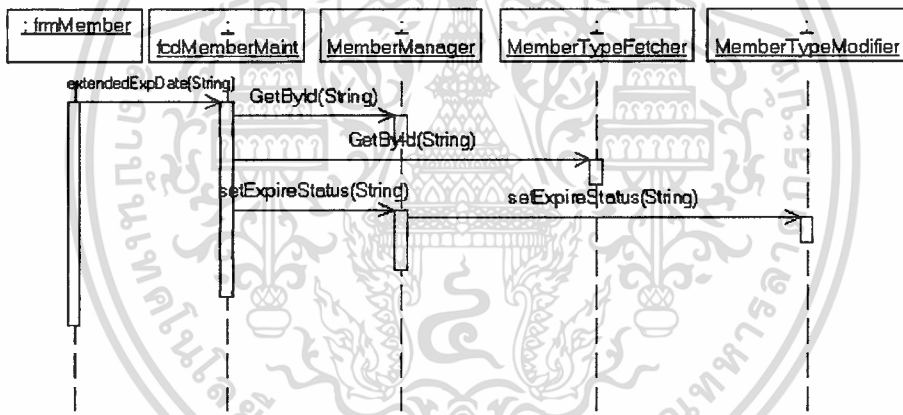 : frmMember
:
fcdMemberMaint
:
MemberManager
:
MemberTypeFetcher
:
MemberTypeModifier
extendedExpDate(String)
GetById(String)
GetById(String)
setExpireStatus(String)
setExpireStatus(String)